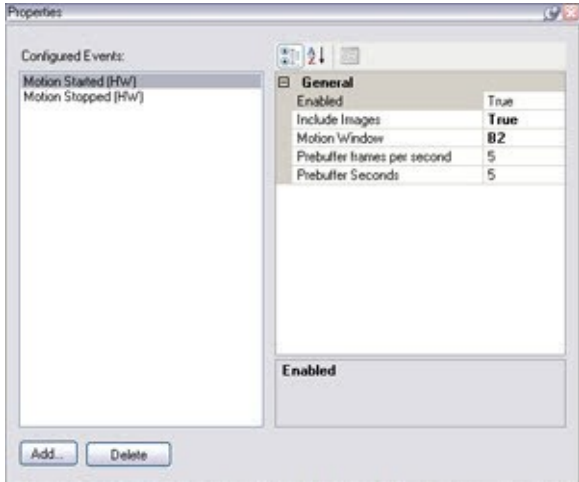 Properties
Configured Events:
Motion Started (HW)
Motion Stopped (HW)
General
Enabled True
Include Images True
Motion Window B2
Prebuffer frames per second 5
Prebuffer Seconds 5
Enabled
Add... Delete